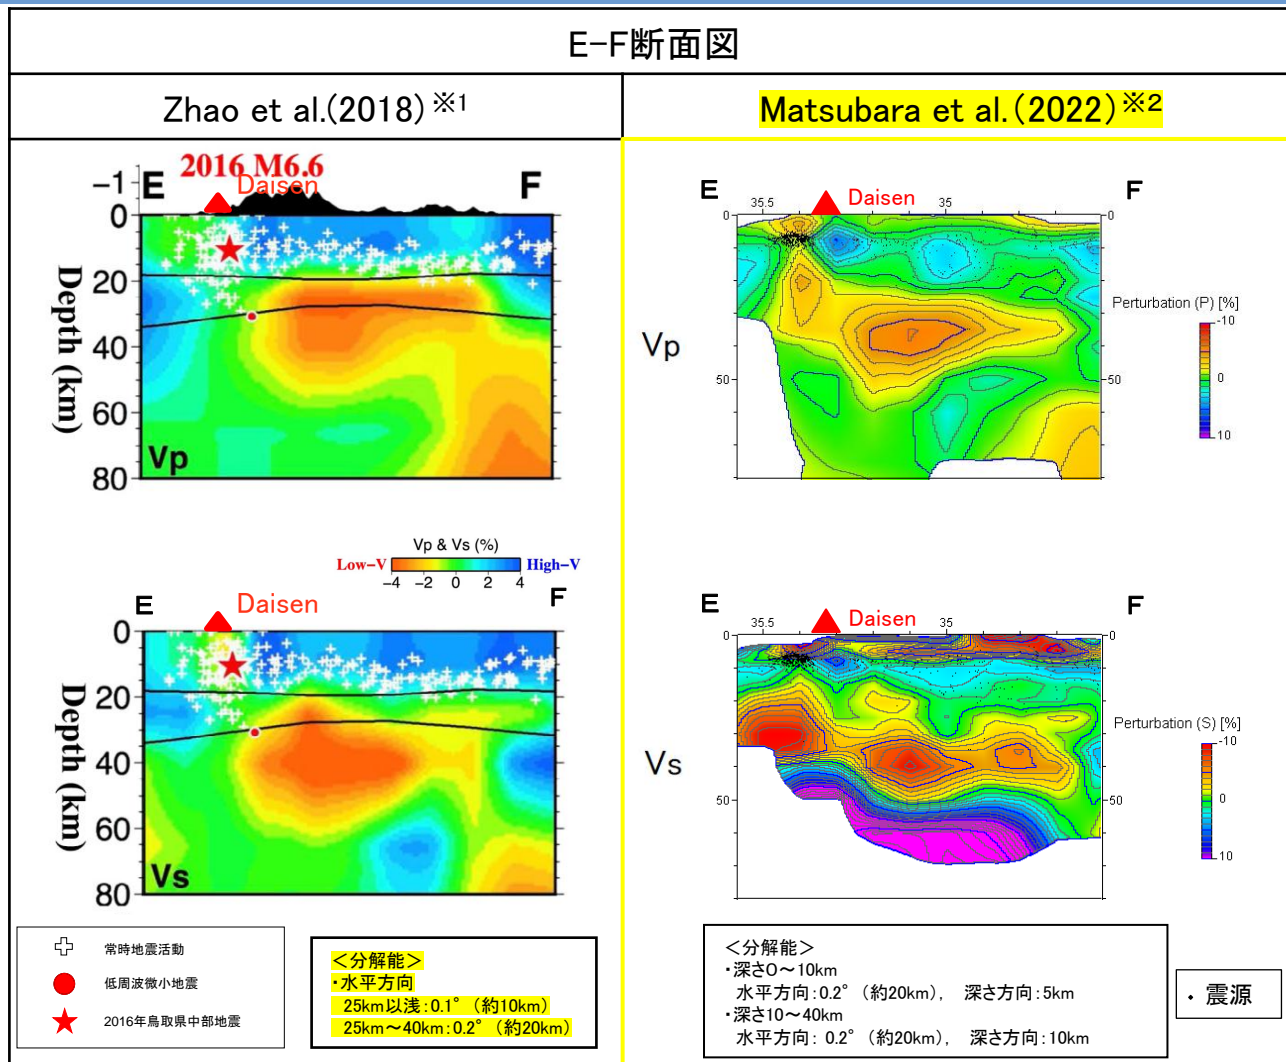 E-F断面図
Zhao et al.(2018)※1
Matsubara et al.(2022)※2
2016 M6.6
E
Daisen
F
−1
0
20
40
60
80
Depth (km)
Vp
Vp & Vs (%)
Low−V
High−V
−4 −2 0 2 4
E
Daisen
F
0
20
40
60
80
Depth (km)
Vs
常時地震活動
低周波微小地震
2016年鳥取県中部地震
<分解能>
・水平方向
25km以浅:0.1°(約10km)
25km~40km:0.2°(約20km)
Vp
E
Daisen
F
35.5
35
0
50
0
50
Perturbation (P) [%]
-10
0
10
Vs
E
Daisen
F
35.5
35
0
50
0
50
Perturbation (S) [%]
-10
0
10
<分解能>
・深さ0~10km
水平方向:0.2°(約20km), 深さ方向:5km
・深さ10~40km
水平方向: 0.2°(約20km), 深さ方向:10km
・震源